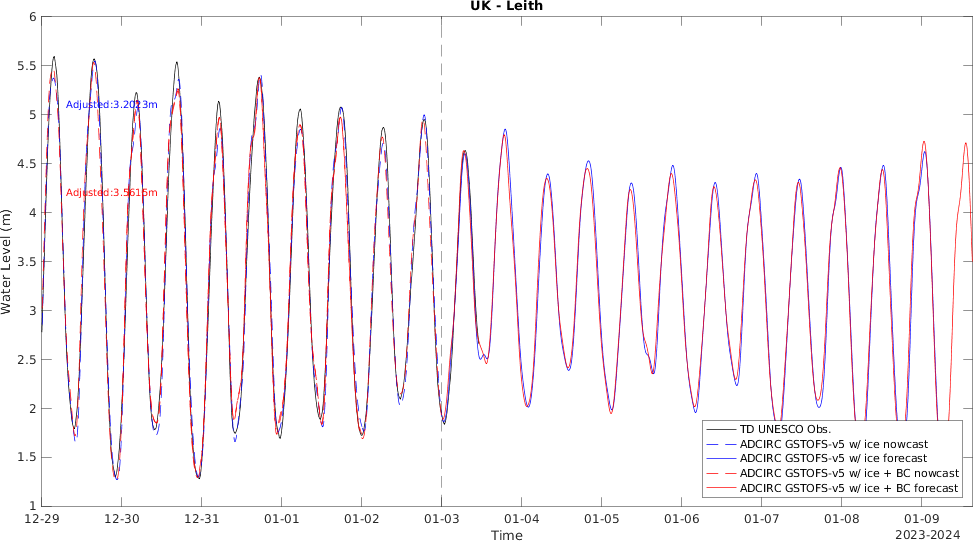 UK - Leith
6
5.5
5
4.5
4
3.5
3
2.5
2
1.5
1
Water Level (m)
Adjusted:3.2023m
Adjusted:3.5615m
TD UNESCO Obs.
ADCIRC GSTOFS-v5 w/ ice nowcast
ADCIRC GSTOFS-v5 w/ ice forecast
ADCIRC GSTOFS-v5 w/ ice + BC nowcast
ADCIRC GSTOFS-v5 w/ ice + BC forecast
12-29 12-30 12-31 01-01 01-02 01-03 01-04 01-05 01-06 01-07 01-08 01-09
Time
2023-2024